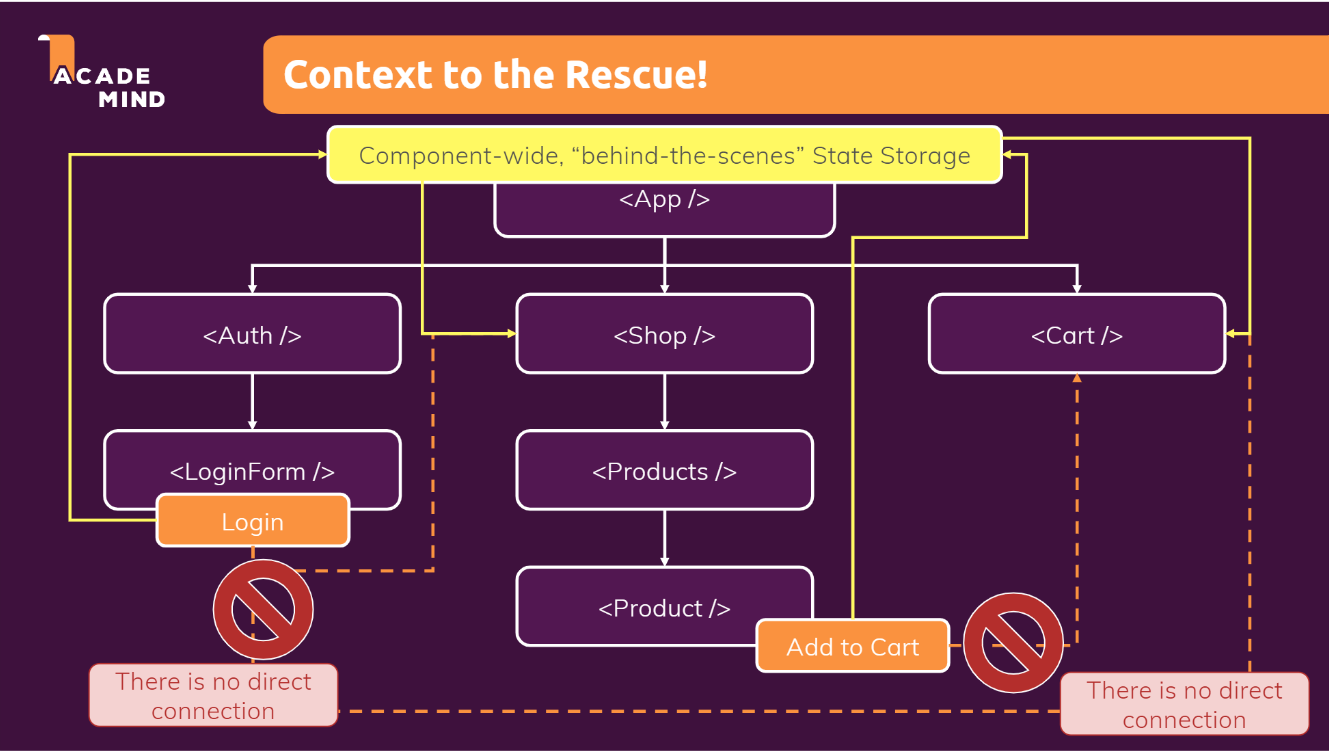 ACADE
MIND
Context to the Rescue!
Component-wide, “behind-the-scenes” State Storage
<App />
<Auth />
<Shop />
<Cart />
<LoginForm />
<Products />
Login
<Product />
Add to Cart
There is no direct
connection
There is no direct
connection